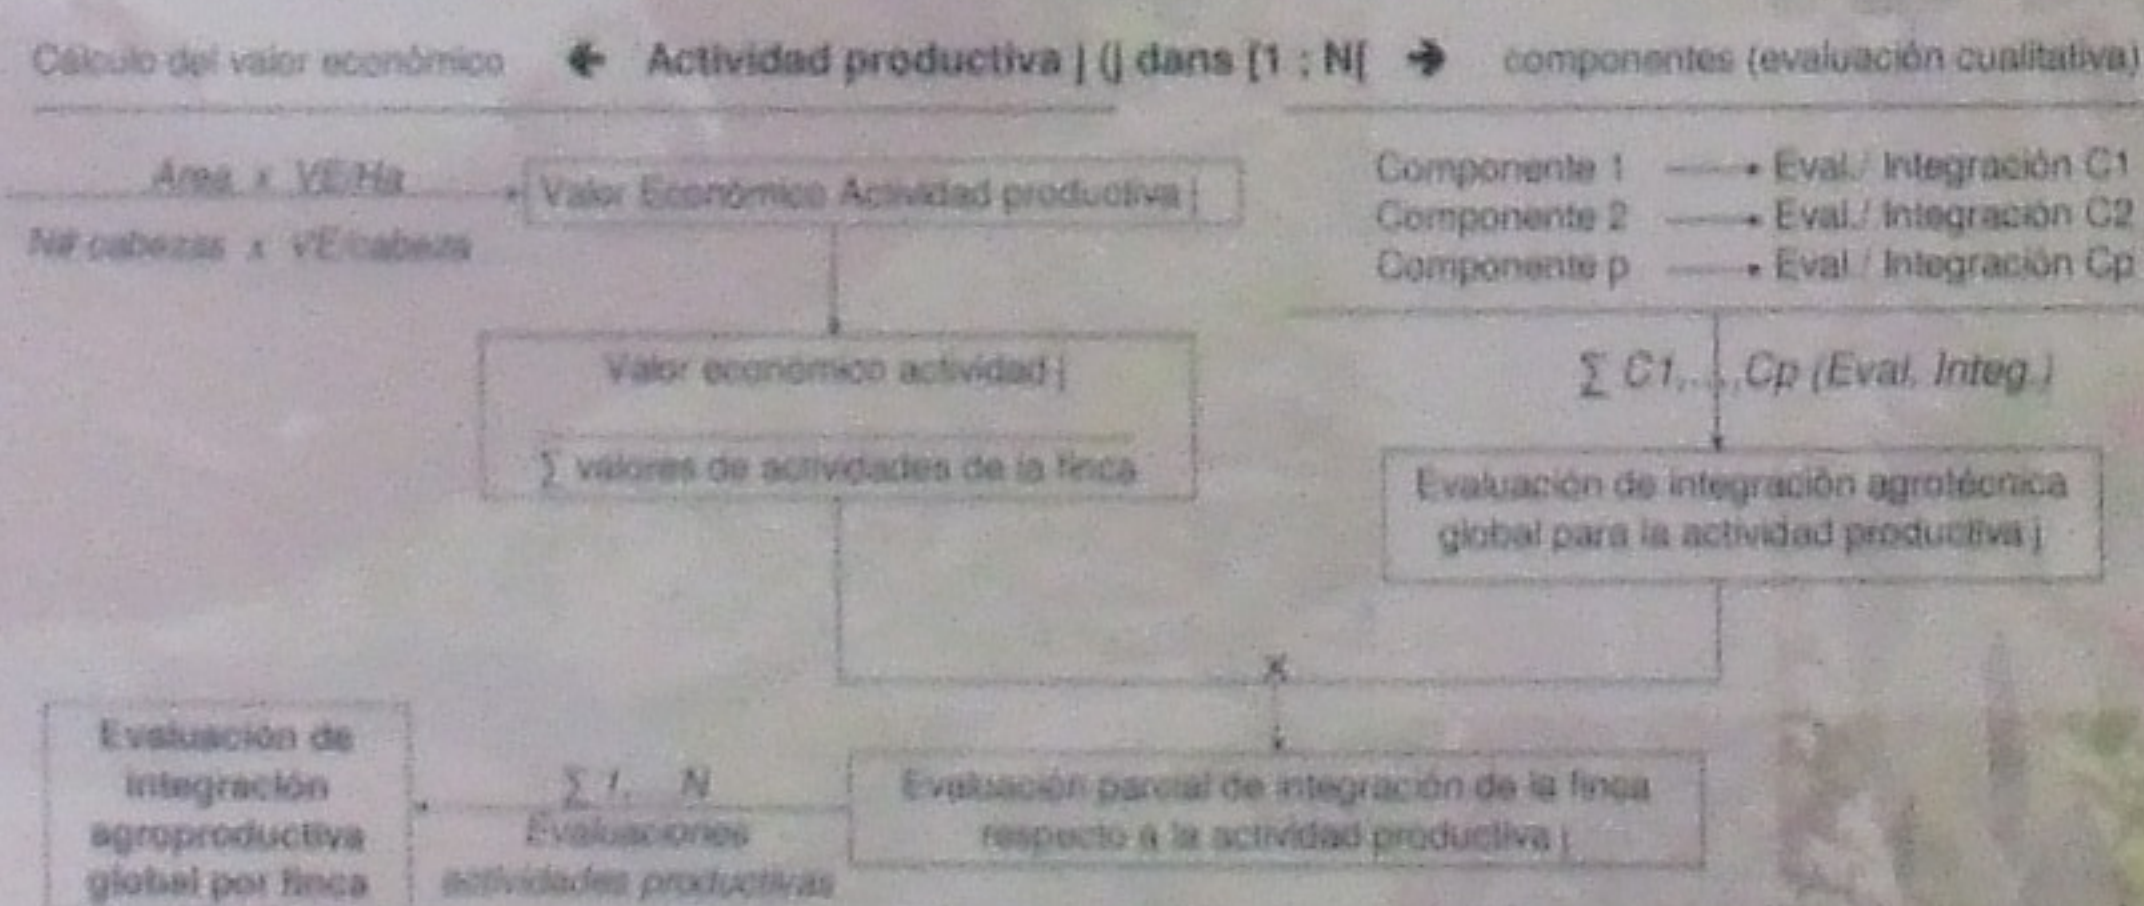 Cálculo del valor económico ← Actividad productiva j (j dans [1 ; N[ → componentes (evaluación cualitativa)
Area x VE/Ha
N# cabezas x VE/cabeza
Valor Económico Actividad productiva j
Componente 1 → Eval./ Integración C1
Componente 2 → Eval./ Integración C2
Componente p → Eval./ Integración Cp
Valor económico actividad j
∑ valores de actividades de la finca
∑ C1,...,Cp (Eval. Integ.)
Evaluación de integración agrotécnica
global para la actividad productiva j
x
Evaluación parcial de integración de la finca
respecto a la actividad productiva j
∑ 1, N
Evaluaciones
actividades productivas
Evaluación de
integración
agroproductiva
global por finca